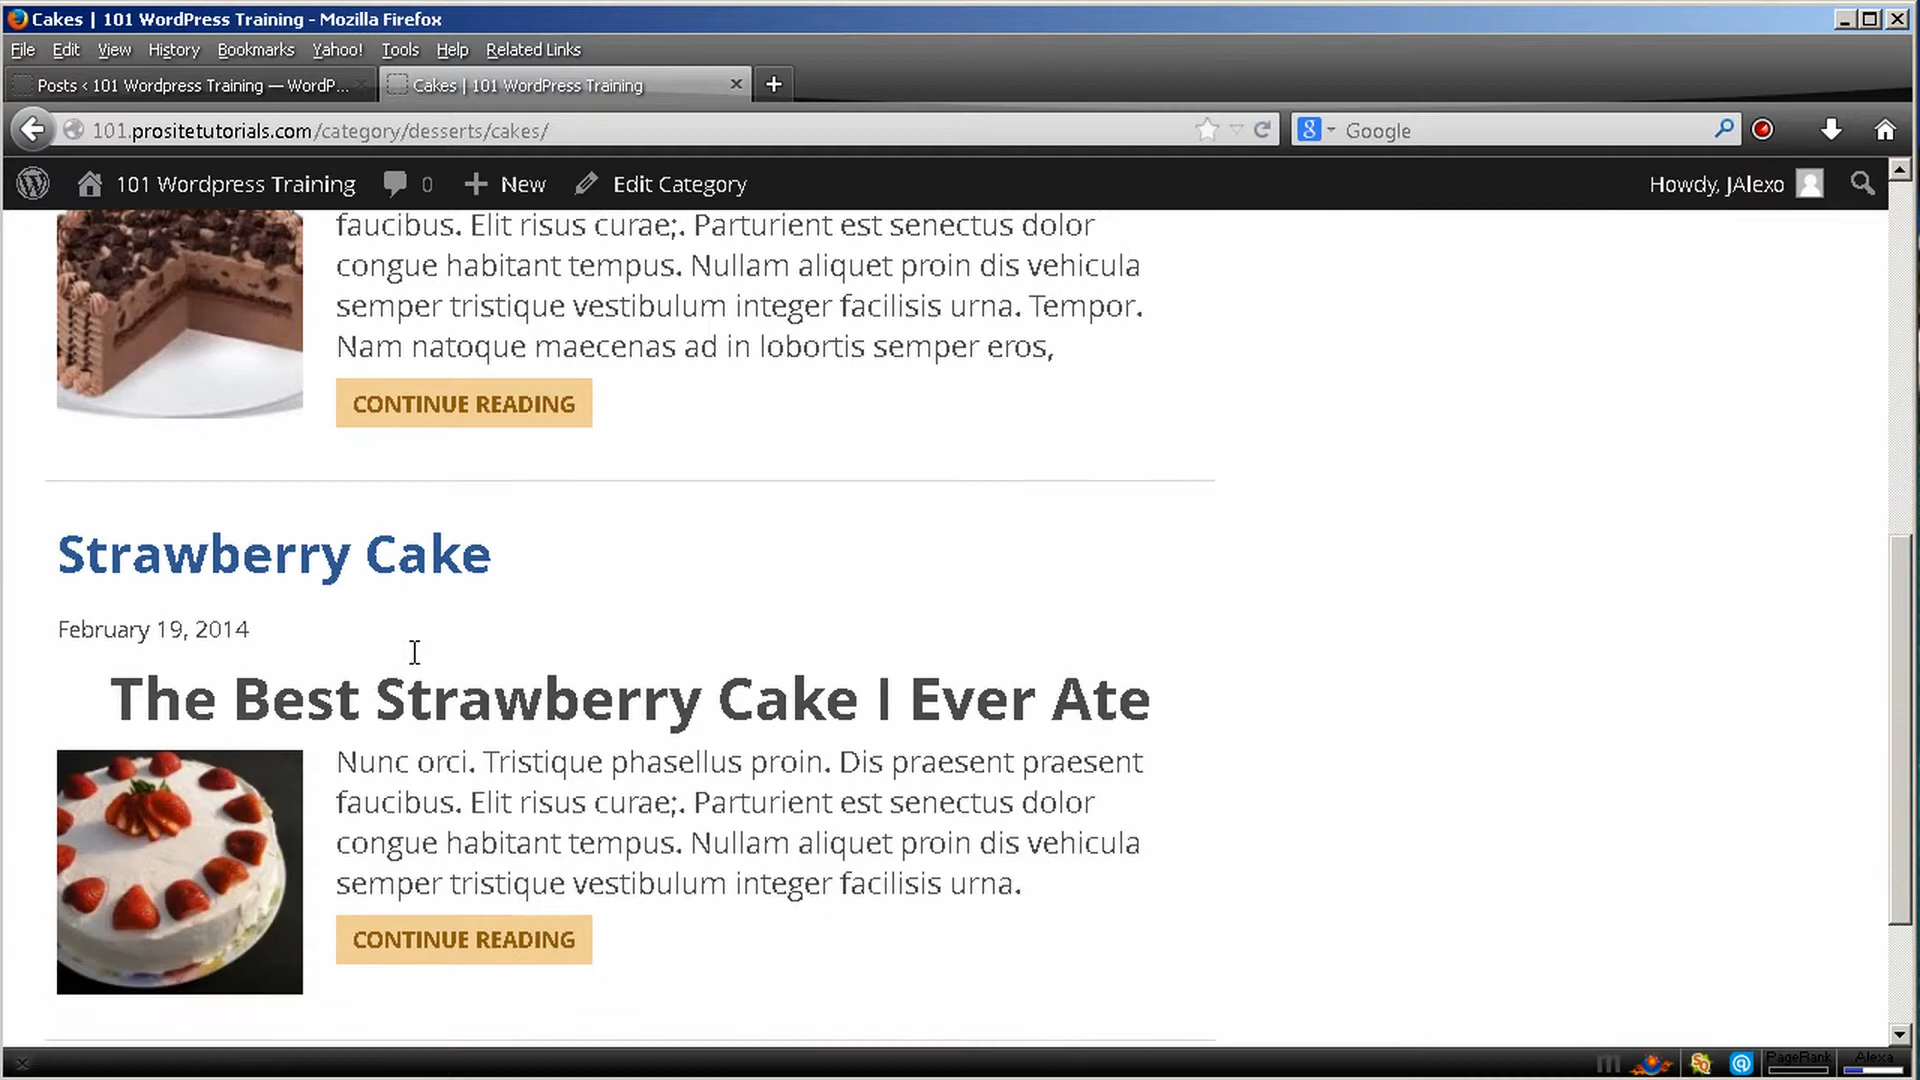 Cakes | 101 WordPress Training - Mozilla Firefox
File Edit View History Bookmarks Yahoo! Tools Help Related Links
Posts < 101 Wordpress Training — WordP...
Cakes | 101 WordPress Training
101.prositetutorials.com/category/desserts/cakes/
Google
101 Wordpress Training 0 New Edit Category
Howdy, JAlexo
faucibus. Elit risus curae;. Parturient est senectus dolor
congue habitant tempus. Nullam aliquet proin dis vehicula
semper tristique vestibulum integer facilisis urna. Tempor.
Nam natoque maecenas ad in lobortis semper eros,
CONTINUE READING
Strawberry Cake
February 19, 2014
The Best Strawberry Cake I Ever Ate
Nunc orci. Tristique phasellus proin. Dis praesent praesent
faucibus. Elit risus curae;. Parturient est senectus dolor
congue habitant tempus. Nullam aliquet proin dis vehicula
semper tristique vestibulum integer facilisis urna.
CONTINUE READING
PageRank
Alexa